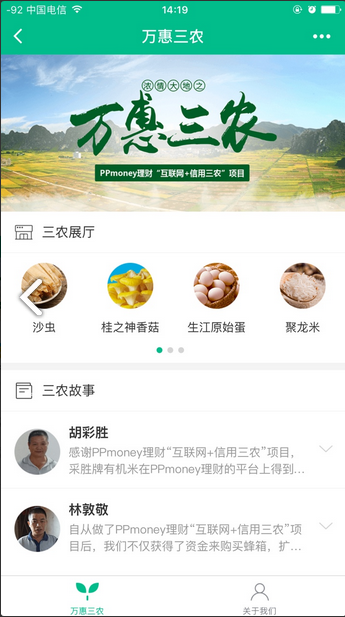 -92 中国电信 14:19
万惠三农
浓情大地之
万惠三农
PPmoney理财“互联网+信用三农”项目
三农展厅
沙虫 桂之神香菇 生江原始蛋 聚龙米
三农故事
胡彩胜
感谢PPmoney理财“互联网+信用三农”项目，
采胜牌有机米在PPmoney理财的平台上得到...
林敦敬
自从做了PPmoney理财“互联网+信用三农”项
目后，我们不仅获得了资金来购买蜂箱，扩...
万惠三农 关于我们